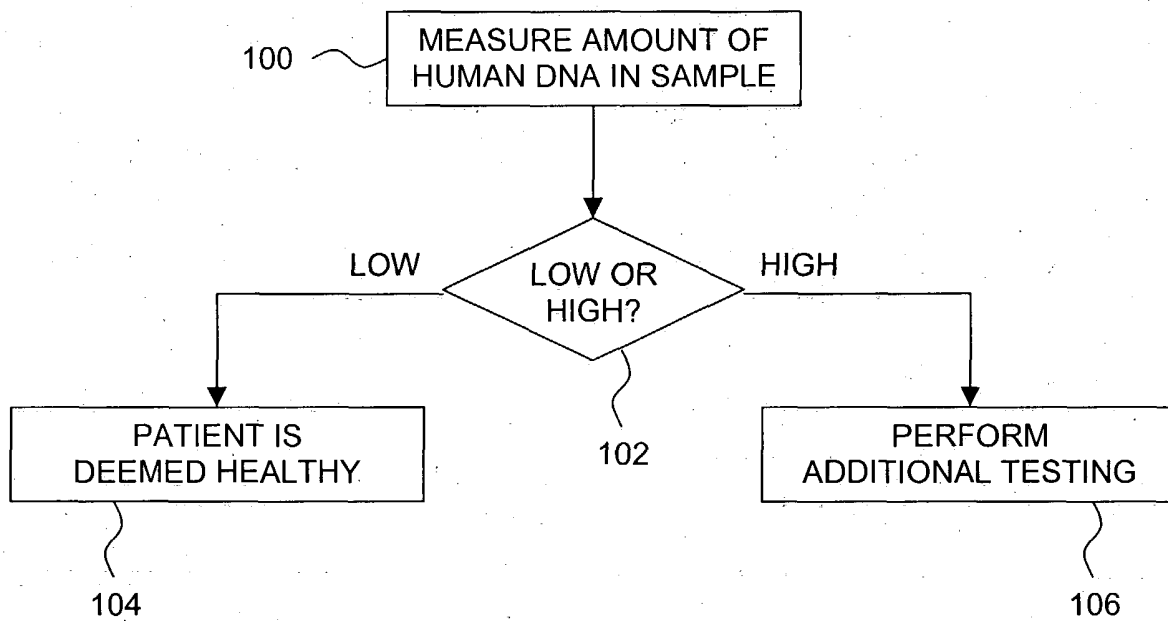 100
MEASURE AMOUNT OF
HUMAN DNA IN SAMPLE
LOW
LOW OR
HIGH?
HIGH
102
PATIENT IS
DEEMED HEALTHY
104
PERFORM
ADDITIONAL TESTING
106